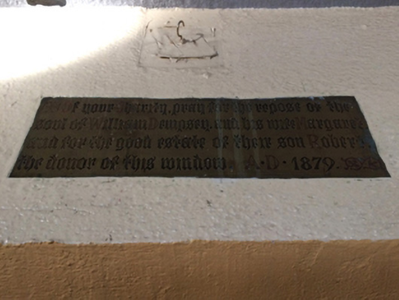 of your charity, pray for the repose of the
soul of William Dempsey, and his wife Margaret
and for the good estate of their son Robert
the donor of this window A·D·1879.